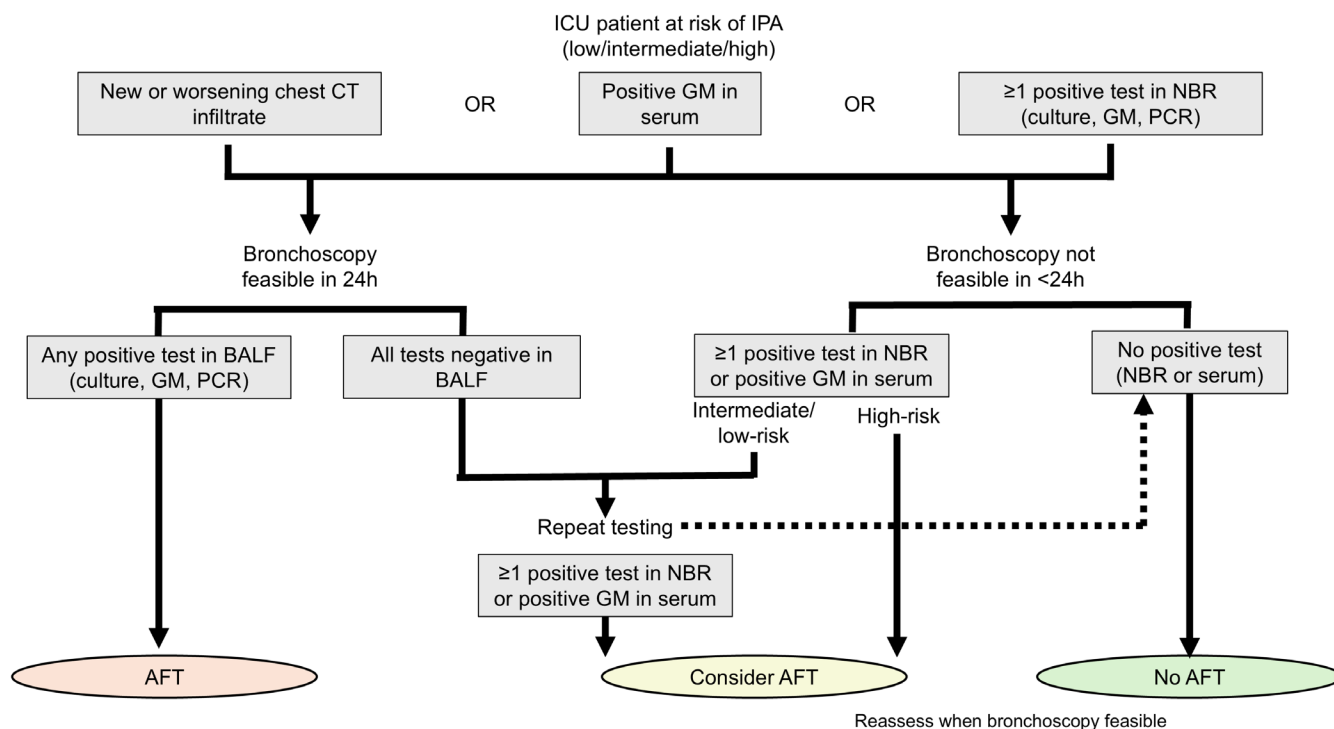 ICU patient at risk of IPA
(low/intermediate/high)
New or worsening chest CT
infiltrate
OR
Positive GM in
serum
OR
≥1 positive test in NBR
(culture, GM, PCR)
Bronchoscopy
feasible in 24h
Bronchoscopy not
feasible in <24h
Any positive test in BALF
(culture, GM, PCR)
All tests negative in
BALF
≥1 positive test in NBR
or positive GM in serum
No positive test
(NBR or serum)
Intermediate/
low-risk
High-risk
Repeat testing
≥1 positive test in NBR
or positive GM in serum
AFT
Consider AFT
No AFT
Reassess when bronchoscopy feasible